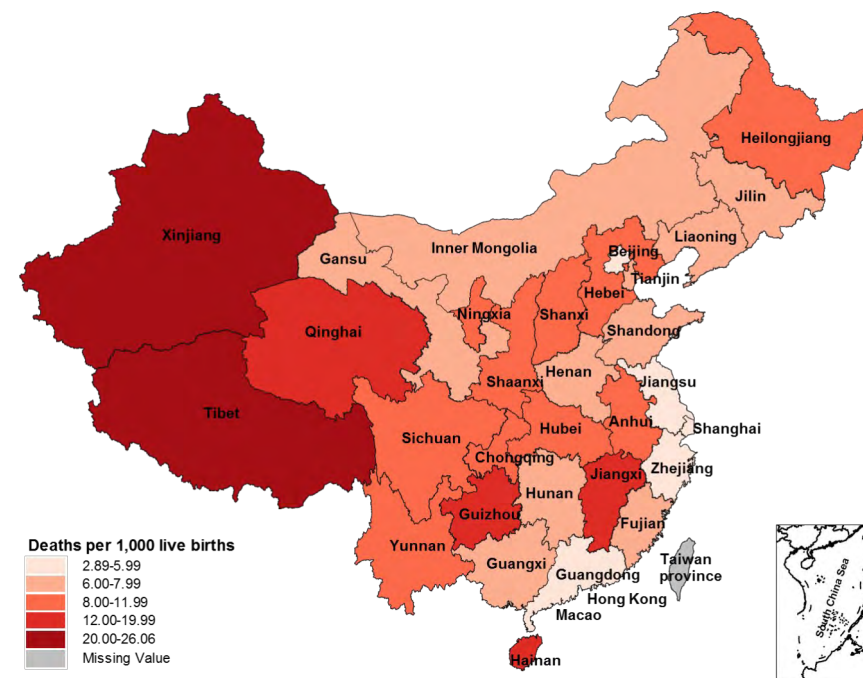 Heilongjiang
Jilin
Xinjiang
Inner Mongolia
Liaoning
Gansu
Beijing
Tianjin
Hebei
Ningxia
Shanxi
Qinghai
Shandong
Henan
Shaanxi
Jiangsu
Tibet
Anhui
Hubei
Shanghai
Sichuan
Chongqing
Zhejiang
Jiangxi
Hunan
Guizhou
Fujian
Yunnan
Taiwan
province
Guangxi
Guangdong
Hong Kong
Macao
Hainan
South China Sea
Deaths per 1,000 live births
2.89-5.99
6.00-7.99
8.00-11.99
12.00-19.99
20.00-26.06
Missing Value